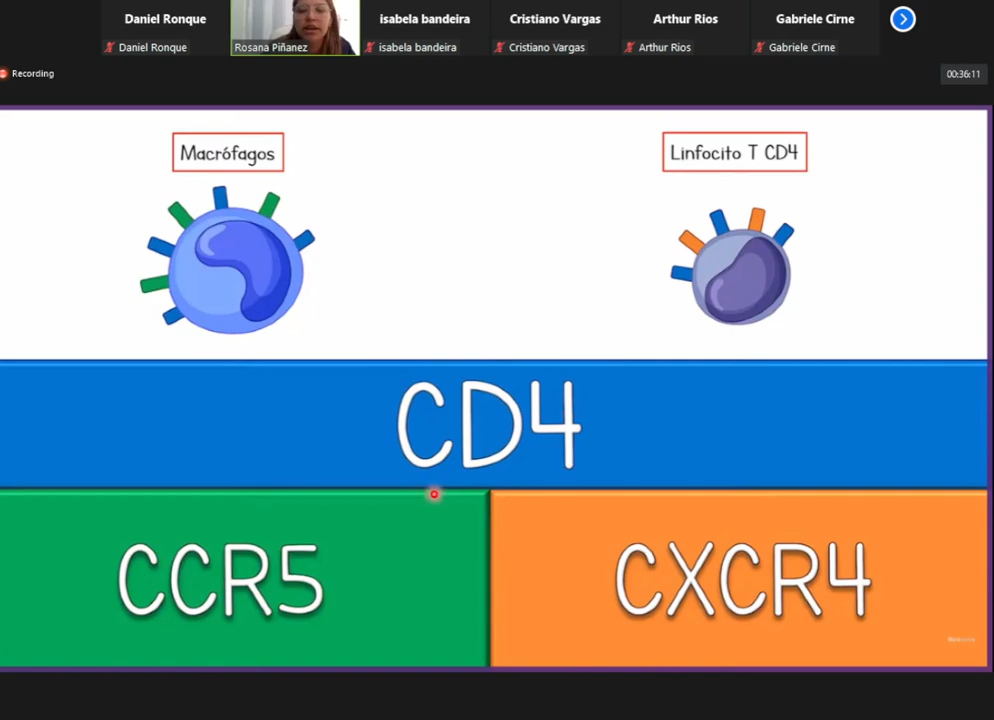 Daniel Ronque
isabela bandeira
Cristiano Vargas
Arthur Rios
Gabriele Cirne
Daniel Ronque
Rosana Piñanez
isabela bandeira
Cristiano Vargas
Arthur Rios
Gabriele Cirne
Recording
00:36:11
Macrófagos
Linfocito T CD4
CD4
CCR5
CXCR4